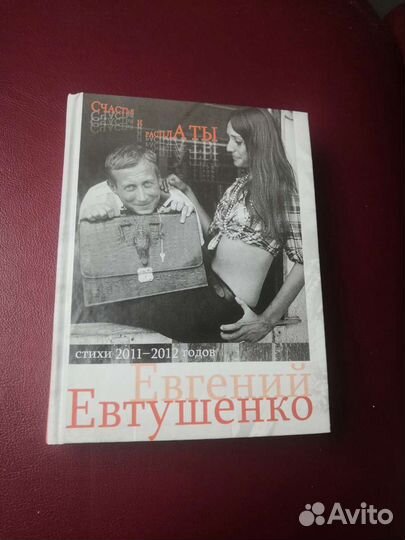 Счастья
и
расплаты
стихи 2011–2012 годов
Евгений
Евтушенко
Avito